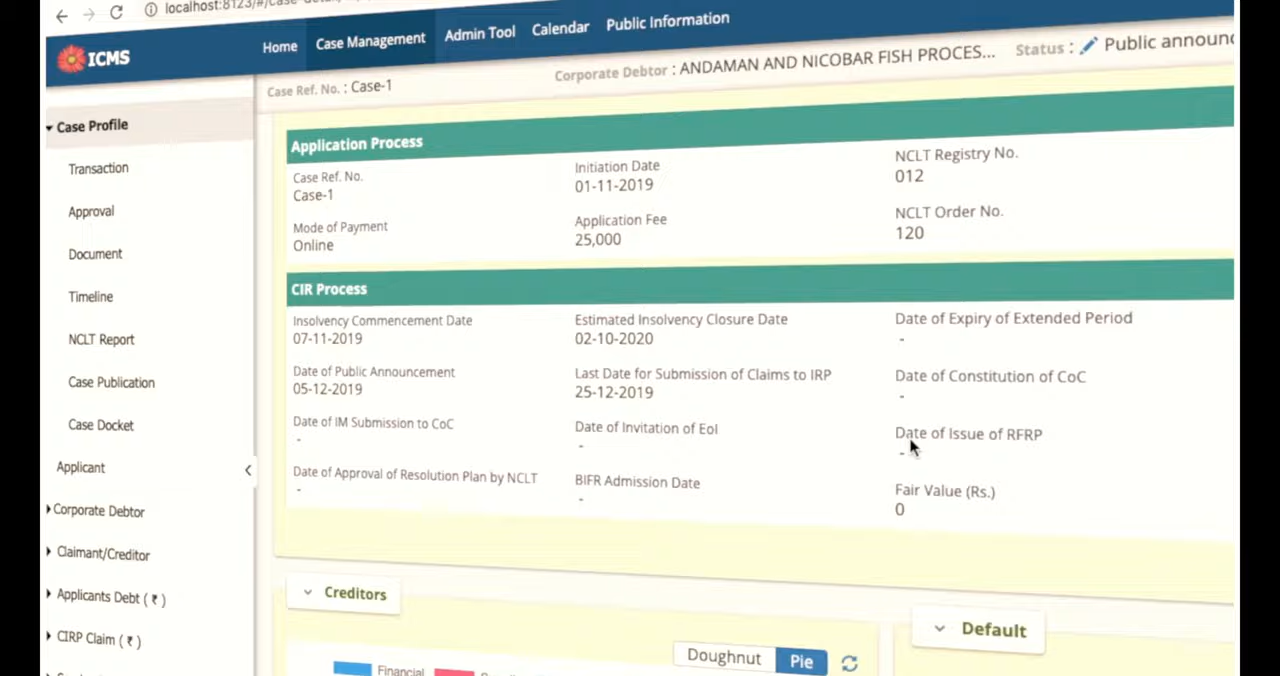 localhost:8123/#/case-
ICMS
Home Case Management Admin Tool Calendar Public Information
Case Ref. No. : Case-1 Corporate Debtor : ANDAMAN AND NICOBAR FISH PROCES... Status : Public announ
Case Profile
Transaction
Approval
Document
Timeline
NCLT Report
Case Publication
Case Docket
Applicant
Corporate Debtor
Claimant/Creditor
Applicants Debt ( ₹ )
CIRP Claim ( ₹ )
Application Process
Case Ref. No. Initiation Date NCLT Registry No.
Case-1 01-11-2019 012
Mode of Payment Application Fee NCLT Order No.
Online 25,000 120
CIR Process
Insolvency Commencement Date Estimated Insolvency Closure Date Date of Expiry of Extended Period
07-11-2019 02-10-2020 -
Date of Public Announcement Last Date for Submission of Claims to IRP Date of Constitution of CoC
05-12-2019 25-12-2019 -
Date of IM Submission to CoC Date of Invitation of EoI Date of Issue of RFRP
- - -
Date of Approval of Resolution Plan by NCLT BIFR Admission Date Fair Value (Rs.)
- - 0
Creditors Default
Doughnut Pie
Financial